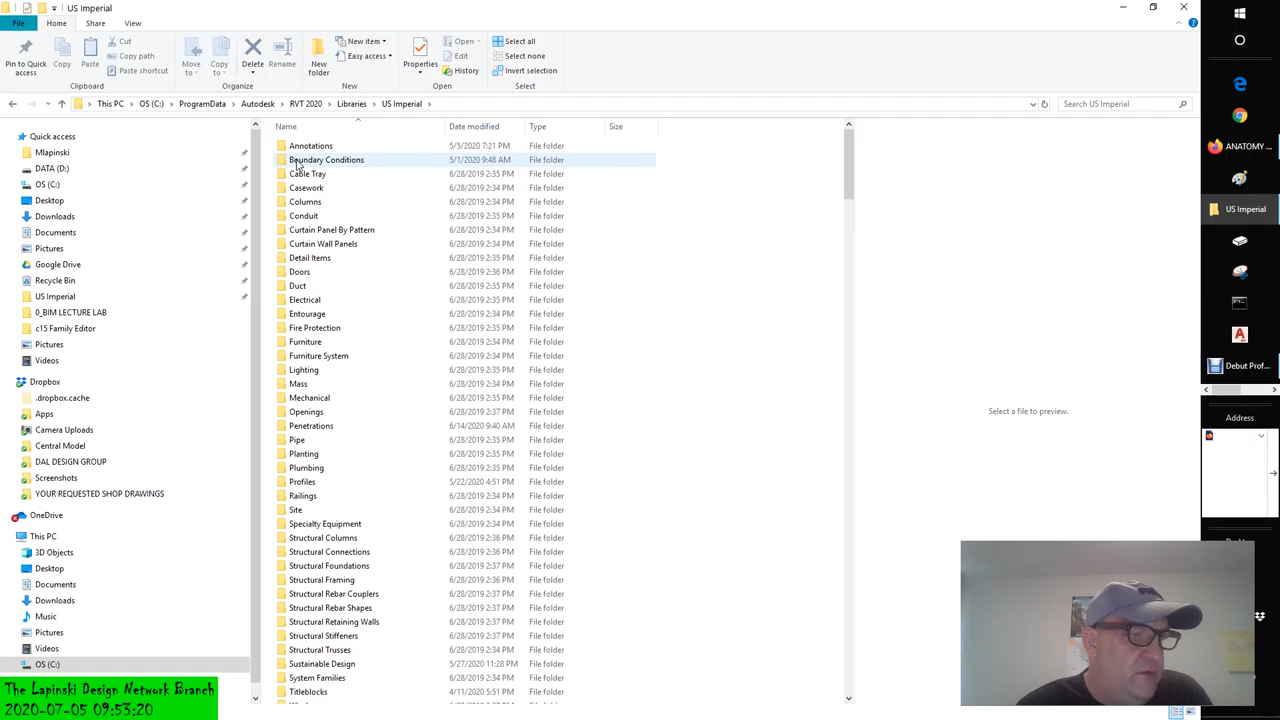 US Imperial
File Home Share View
Pin to Quick access
Copy
Paste
Cut
Copy path
Paste shortcut
Clipboard
Move to
Copy to
Delete
Rename
Organize
New folder
New item
Easy access
New
Properties
Open
Edit
History
Open
Select all
Select none
Invert selection
Select
This PC OS (C:) ProgramData Autodesk RVT 2020 Libraries US Imperial
Search US Imperial
Quick access
Mlapinski
DATA (D:)
OS (C:)
Desktop
Downloads
Documents
Pictures
Google Drive
Recycle Bin
US Imperial
0_BIM LECTURE LAB
c15 Family Editor
Pictures
Videos
Dropbox
.dropbox.cache
Apps
Camera Uploads
Central Model
DAL DESIGN GROUP
Screenshots
YOUR REQUESTED SHOP DRAWINGS
OneDrive
This PC
3D Objects
Desktop
Documents
Downloads
Music
Pictures
Videos
OS (C:)
Name Date modified Type Size
Annotations 5/5/2020 7:21 PM File folder
Boundary Conditions 5/1/2020 9:48 AM File folder
Cable Tray 6/28/2019 2:35 PM File folder
Casework 6/28/2019 2:34 PM File folder
Columns 6/28/2019 2:34 PM File folder
Conduit 6/28/2019 2:35 PM File folder
Curtain Panel By Pattern 6/28/2019 2:34 PM File folder
Curtain Wall Panels 6/28/2019 2:34 PM File folder
Detail Items 6/28/2019 2:35 PM File folder
Doors 6/28/2019 2:36 PM File folder
Duct 6/28/2019 2:35 PM File folder
Electrical 6/28/2019 2:35 PM File folder
Entourage 6/28/2019 2:34 PM File folder
Fire Protection 6/28/2019 2:35 PM File folder
Furniture 6/28/2019 2:34 PM File folder
Furniture System 6/28/2019 2:34 PM File folder
Lighting 6/28/2019 2:35 PM File folder
Mass 6/28/2019 2:34 PM File folder
Mechanical 6/28/2019 2:35 PM File folder
Openings 6/28/2019 2:37 PM File folder
Penetrations 6/14/2020 9:40 AM File folder
Pipe 6/28/2019 2:35 PM File folder
Planting 6/28/2019 2:35 PM File folder
Plumbing 6/28/2019 2:35 PM File folder
Profiles 5/22/2020 4:51 PM File folder
Railings 6/28/2019 2:34 PM File folder
Site 6/28/2019 2:34 PM File folder
Specialty Equipment 6/28/2019 2:34 PM File folder
Structural Columns 6/28/2019 2:36 PM File folder
Structural Connections 6/28/2019 2:36 PM File folder
Structural Foundations 6/28/2019 2:37 PM File folder
Structural Framing 6/28/2019 2:36 PM File folder
Structural Rebar Couplers 6/28/2019 2:37 PM File folder
Structural Rebar Shapes 6/28/2019 2:37 PM File folder
Structural Retaining Walls 6/28/2019 2:37 PM File folder
Structural Stiffeners 6/28/2019 2:37 PM File folder
Structural Trusses 6/28/2019 2:34 PM File folder
Sustainable Design 5/27/2020 11:28 PM File folder
System Families 6/28/2019 2:34 PM File folder
Titleblocks 4/11/2020 5:51 PM File folder
Select a file to preview.
ANATOMY ...
US Imperial
Debut Prof...
Address
The Lapinski Design Network Branch
2020-07-05 09:53:20